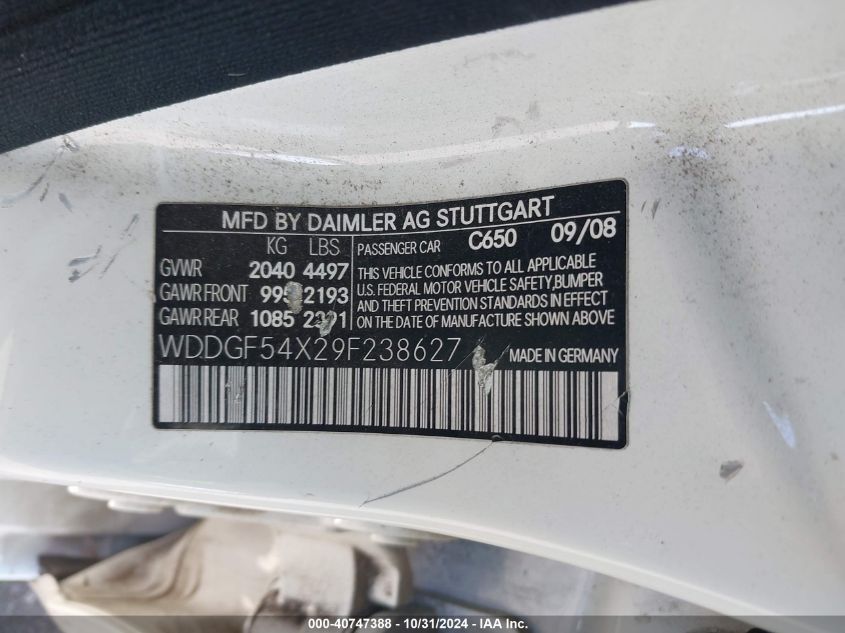 MFD BY DAIMLER AG STUTTGART
KG LBS
GVWR 2040 4497
GAWR FRONT 2193
GAWR REAR 1085
PASSENGER CAR C650 09/08
THIS VEHICLE CONFORMS TO ALL APPLICABLE
U.S. FEDERAL MOTOR VEHICLE SAFETY,BUMPER
AND THEFT PREVENTION STANDARDS IN EFFECT
ON THE DATE OF MANUFACTURE SHOWN ABOVE
WDDGF54X29F238627
MADE IN GERMANY
000-40747388 - 10/31/2024 - IAA Inc.